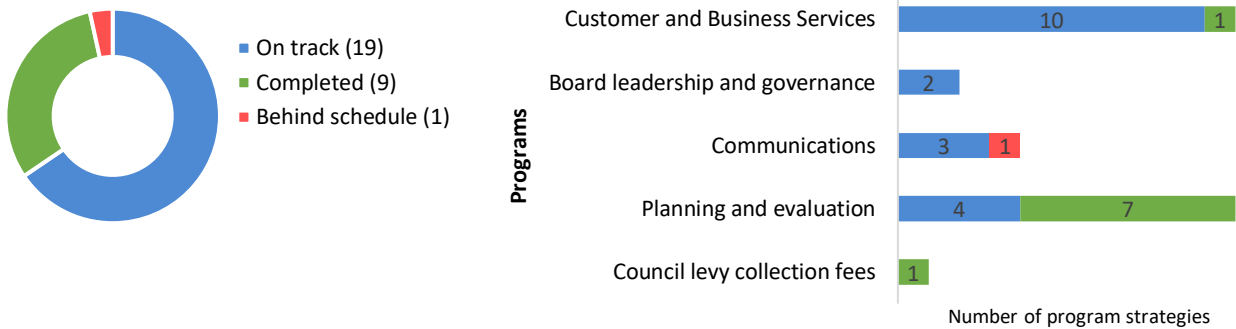 On track (19)
Completed (9)
Behind schedule (1)
Programs
Customer and Business Services
10 1
Board leadership and governance
2
Communications
3 1
Planning and evaluation
4 7
Council levy collection fees
1
Number of program strategies